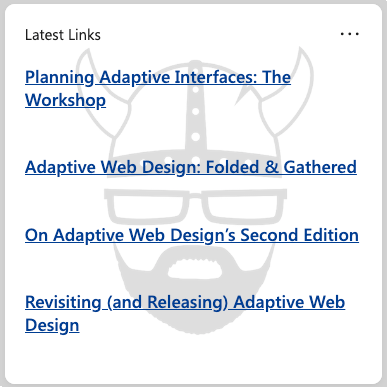 Latest Links
Planning Adaptive Interfaces: The
Workshop
Adaptive Web Design: Folded & Gathered
On Adaptive Web Design’s Second Edition
Revisiting (and Releasing) Adaptive Web
Design